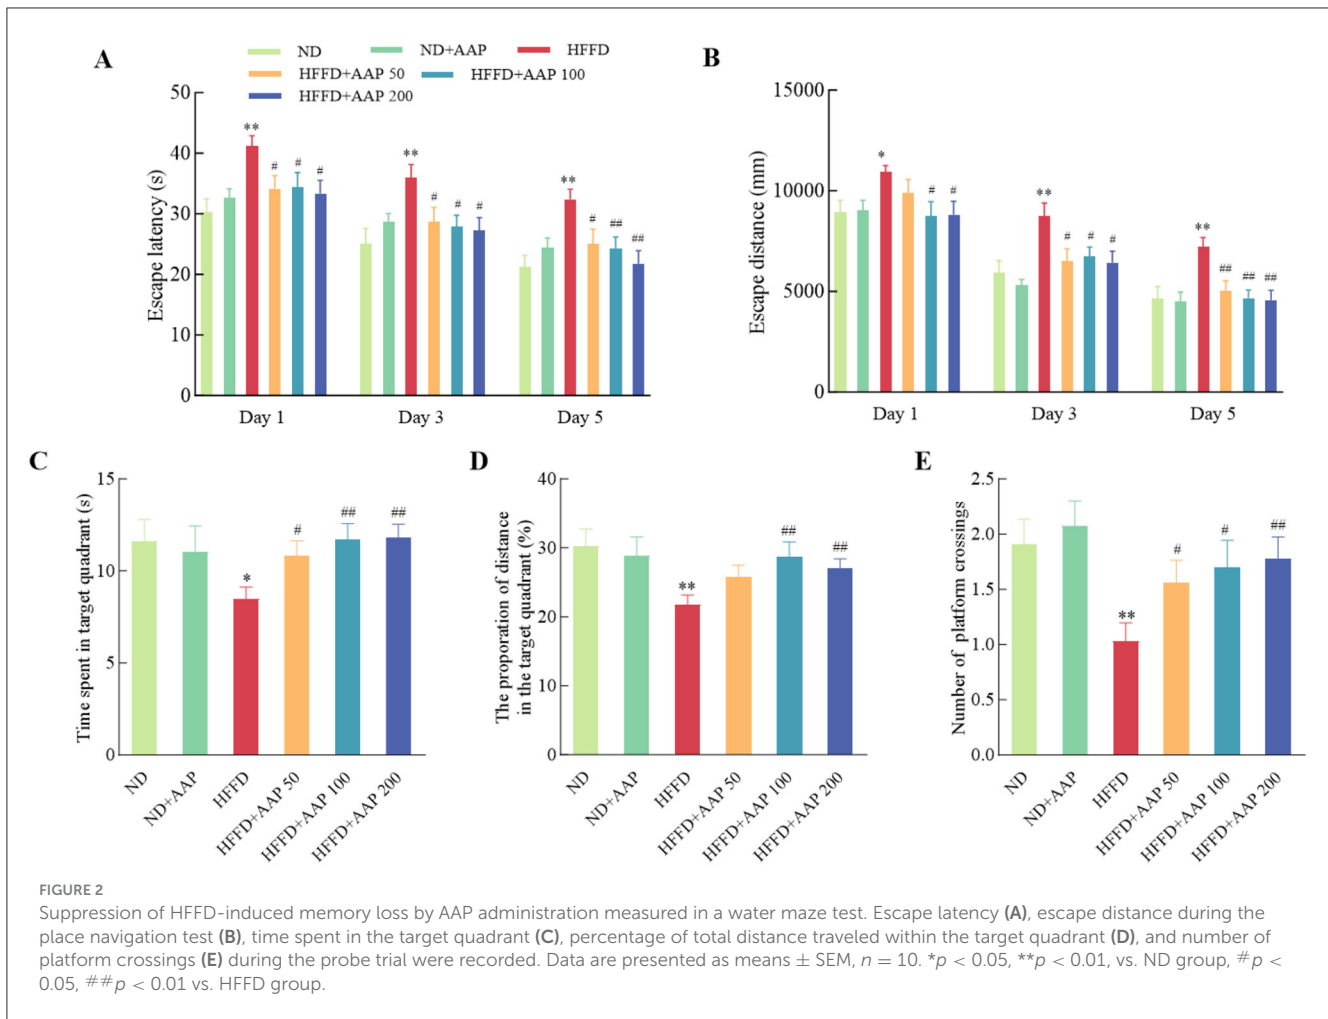 A
ND
ND+AAP
HFFD
HFFD+AAP 50
HFFD+AAP 100
HFFD+AAP 200
Escape latency (s)
50
40
30
20
10
0
**
#
#
#
**
#
#
#
**
#
##
##
Day 1
Day 3
Day 5
B
Escape distance (mm)
15000
10000
5000
0
*
#
#
**
#
#
#
**
##
##
##
Day 1
Day 3
Day 5
C
Time spent in target quadrant (s)
15
10
5
0
*
#
##
##
ND
ND+AAP
HFFD
HFFD+AAP 50
HFFD+AAP 100
HFFD+AAP 200
D
The proporation of distance
in the target quadrant (%)
40
30
20
10
0
**
##
##
ND
ND+AAP
HFFD
HFFD+AAP 50
HFFD+AAP 100
HFFD+AAP 200
E
Number of platform crossings
2.5
2.0
1.5
1.0
0.5
0.0
**
#
#
##
ND
ND+AAP
HFFD
HFFD+AAP 50
HFFD+AAP 100
HFFD+AAP 200
FIGURE 2
Suppression of HFFD-induced memory loss by AAP administration measured in a water maze test. Escape latency (A), escape distance during the
place navigation test (B), time spent in the target quadrant (C), percentage of total distance traveled within the target quadrant (D), and number of
platform crossings (E) during the probe trial were recorded. Data are presented as means ± SEM, n = 10. *p < 0.05, **p < 0.01, vs. ND group, #p <
0.05, ##p < 0.01 vs. HFFD group.